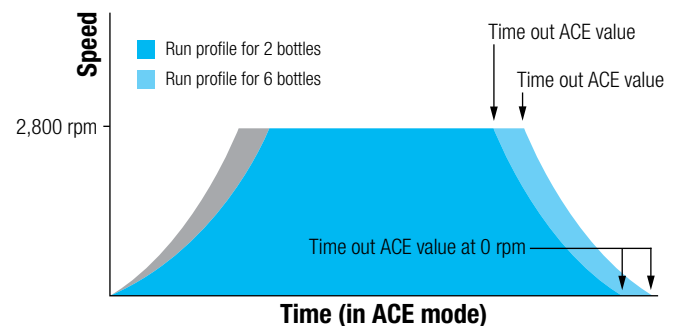 Speed
Time out ACE value
Run profile for 2 bottles
Run profile for 6 bottles
Time out ACE value
2,800 rpm
Time out ACE value at 0 rpm
Time (in ACE mode)